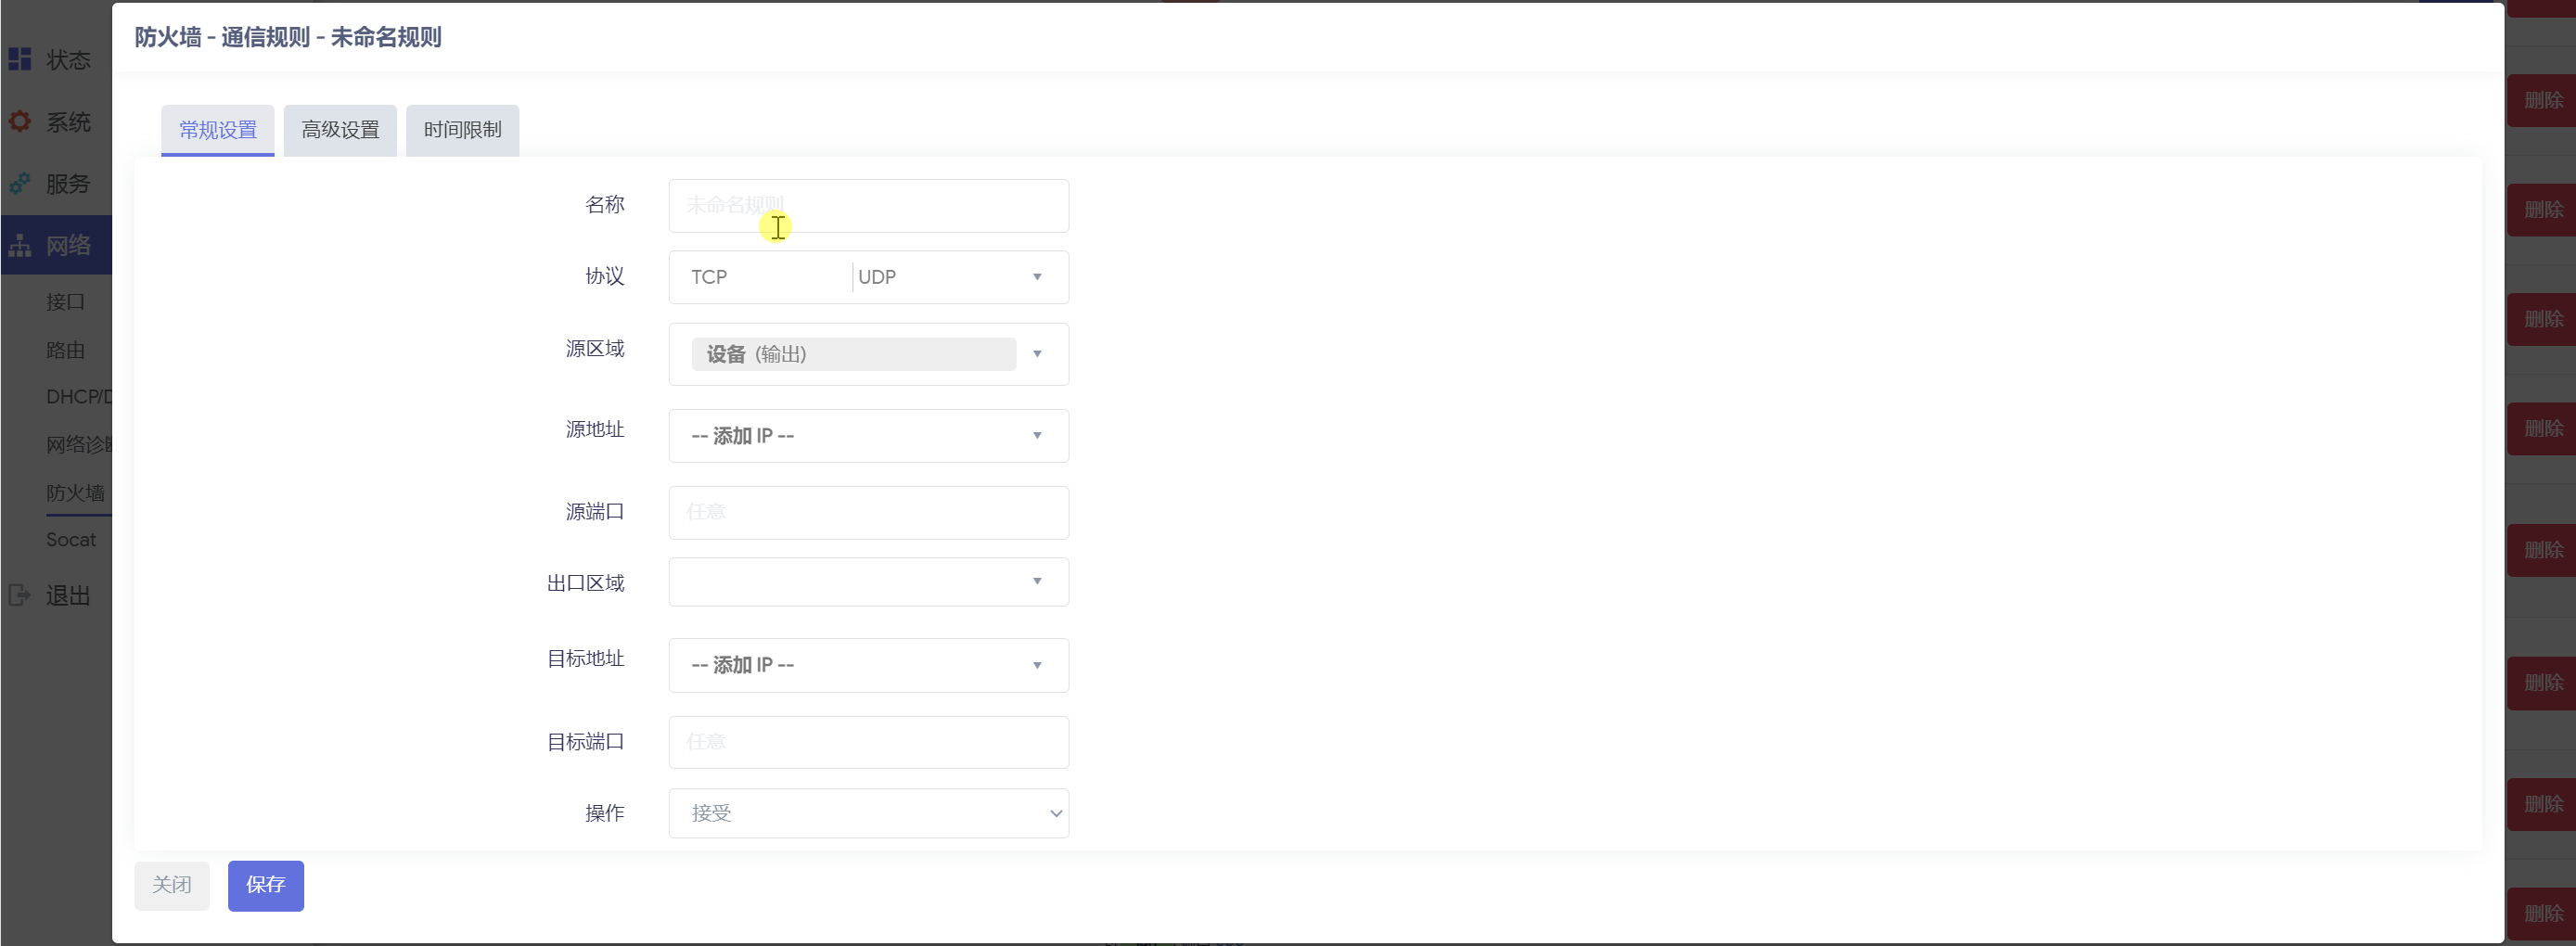 防火墙 - 通信规则 - 未命名规则
状态
系统
服务
网络
接口
路由
DHCP/D
网络诊断
防火墙
Socat
退出
常规设置
高级设置
时间限制
名称
未命名规则
协议
TCP
UDP
源区域
设备 (输出)
源地址
-- 添加 IP --
源端口
任意
出口区域
目标地址
-- 添加 IP --
目标端口
任意
操作
接受
关闭
保存
删除
删除
删除
删除
删除
删除
删除
删除